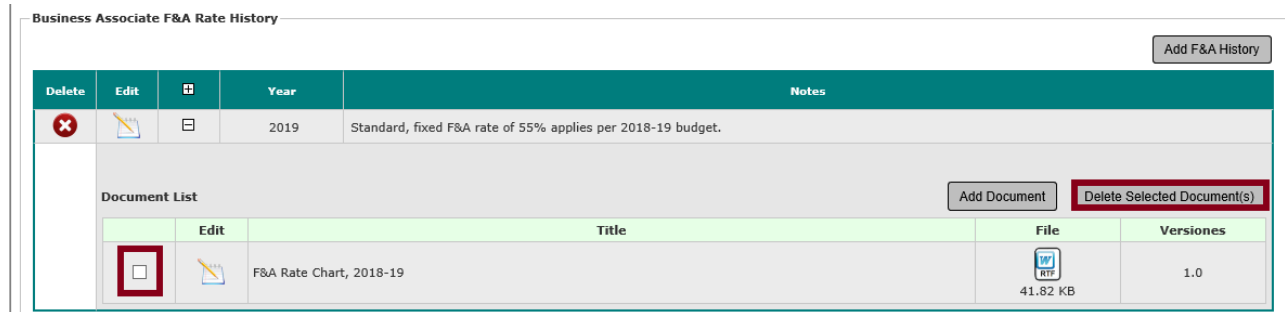 Business Associate F&A Rate History
Add F&A History
Delete Edit Year Notes
2019 Standard, fixed F&A rate of 55% applies per 2018-19 budget.
Document List Add Document Delete Selected Document(s)
Edit Title File Versiones
F&A Rate Chart, 2018-19 W RTF 1.0
41.82 KB